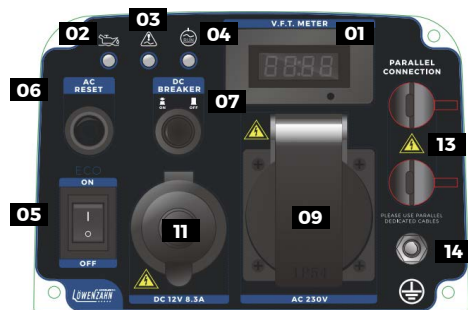 V.F.T. METER
03
02
04
01
RUN
AC
RESET
DC
BREAKER
ON
OFF
PARALLEL
CONNECTION
06
07
13
ECO
ON
05
I
O
OFF
11
09
PLEASE USE PARALLEL
DEDICATED CABLES
14
LÖWENZAHN
DC 12V 8.3A
AC 230V